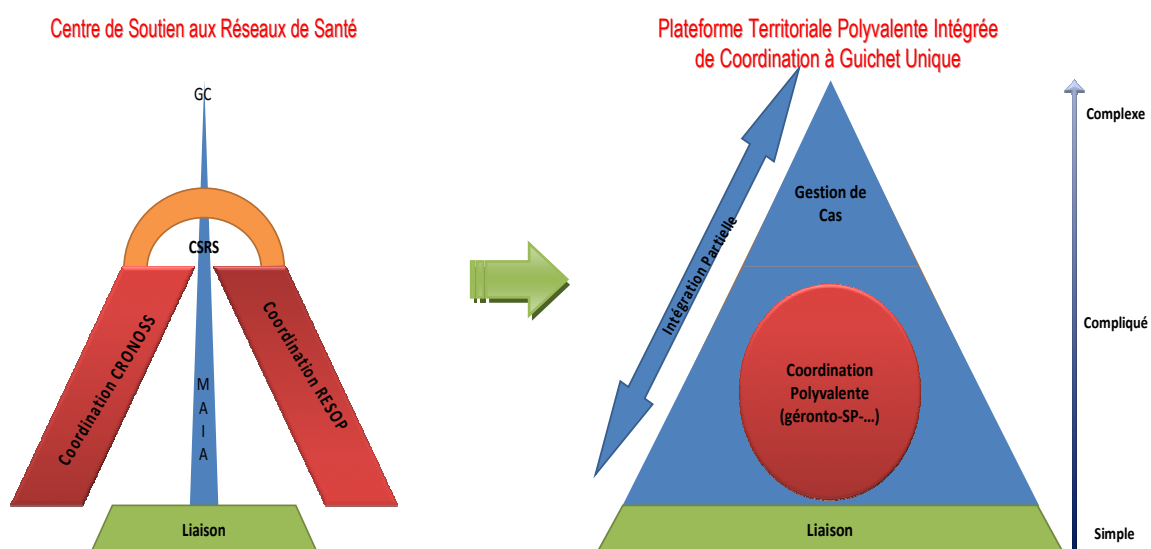 Centre de Soutien aux Réseaux de Santé
GC
CSRS
Coordination CRONOSS
M
A
I
A
Coordination RESOP
Liaison
Plateforme Territoriale Polyvalente Intégrée
de Coordination à Guichet Unique
Intégration Partielle
Gestion de
Cas
Coordination
Polyvalente
(géronto-SP-...)
Liaison
Complexe
Compliqué
Simple